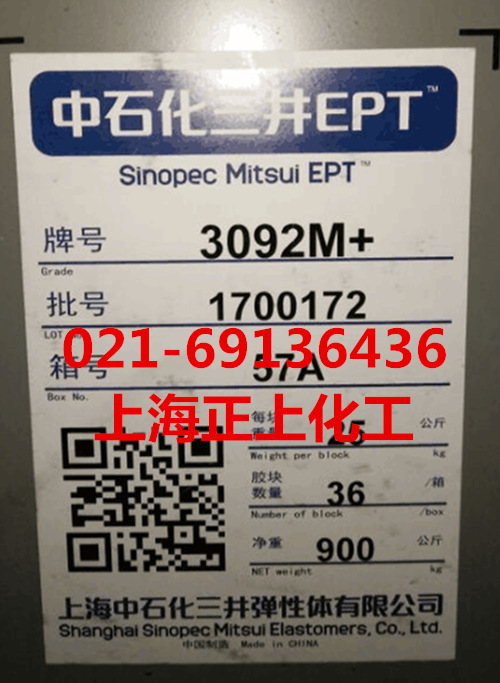 中石化三井EPT™
Sinopec Mitsui EPT™
牌号 3092M+
Grade
批号 1700172
LOT
021-69136436
箱号 57A
Box No.
上海正上化工
每块重量 25 公斤
Weight per block kg
胶块数量 36 /箱
Number of block /box
净重 900 公斤
NET weight kg
上海中石化三井弹性体有限公司
Shanghai Sinopec Mitsui Elastomers, Co., Ltd.
中国制造 Made in CHINA